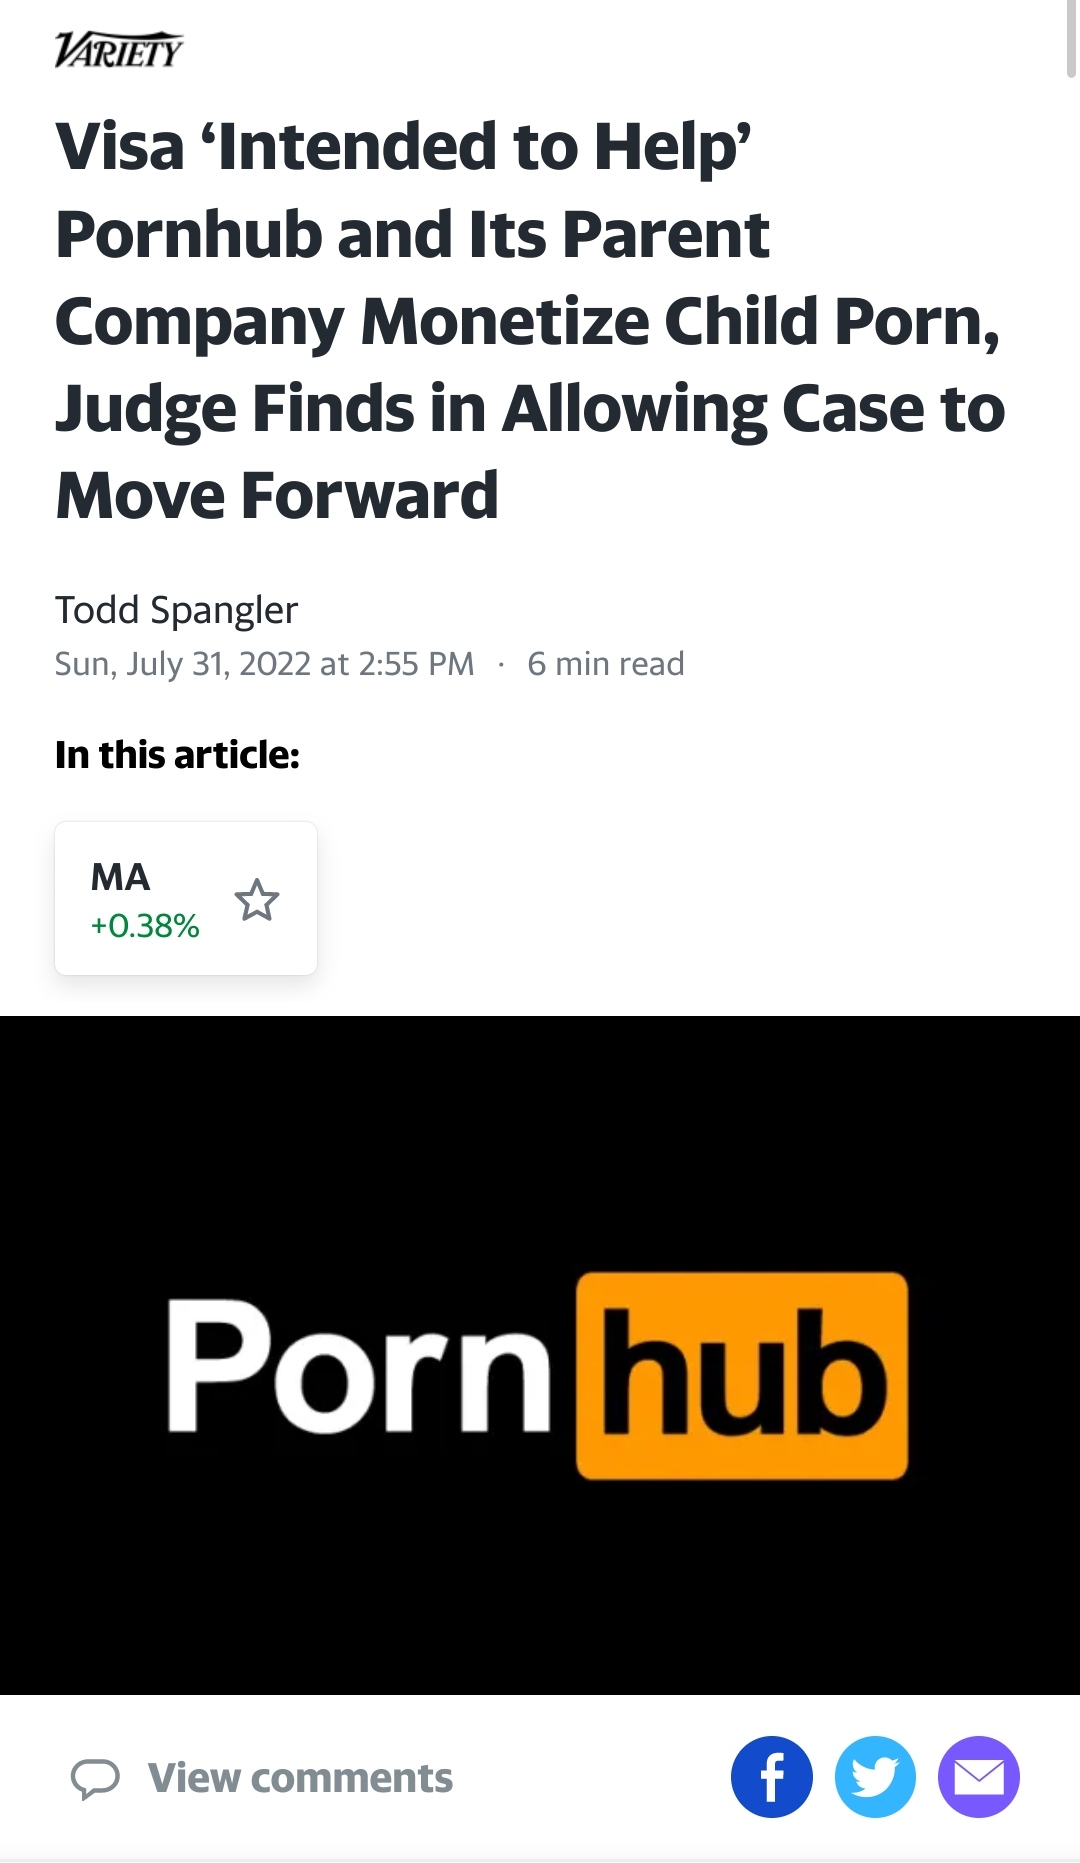 VARIETY
Visa ‘Intended to Help’
Pornhub and Its Parent
Company Monetize Child Porn,
Judge Finds in Allowing Case to
Move Forward
Todd Spangler
Sun, July 31, 2022 at 2:55 PM · 6 min read
In this article:
MA
+0.38%
Porn hub
View comments